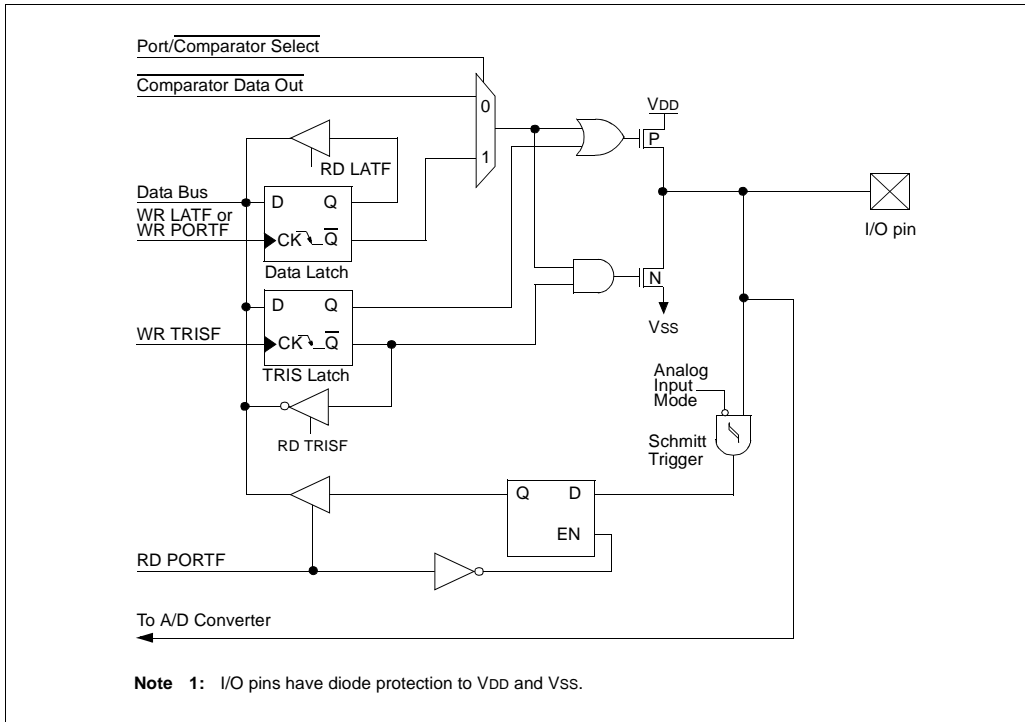 Port/Comparator Select
Comparator Data Out
0
1
VDD
P
RD LATF
Data Bus
D Q
WR LATF or
WR PORTF
CK Q
Data Latch
I/O pin
N
VSS
D Q
WR TRISF
CK Q
TRIS Latch
Analog
Input
Mode
RD TRISF
Schmitt
Trigger
Q D
EN
RD PORTF
To A/D Converter
Note 1: I/O pins have diode protection to VDD and VSS.